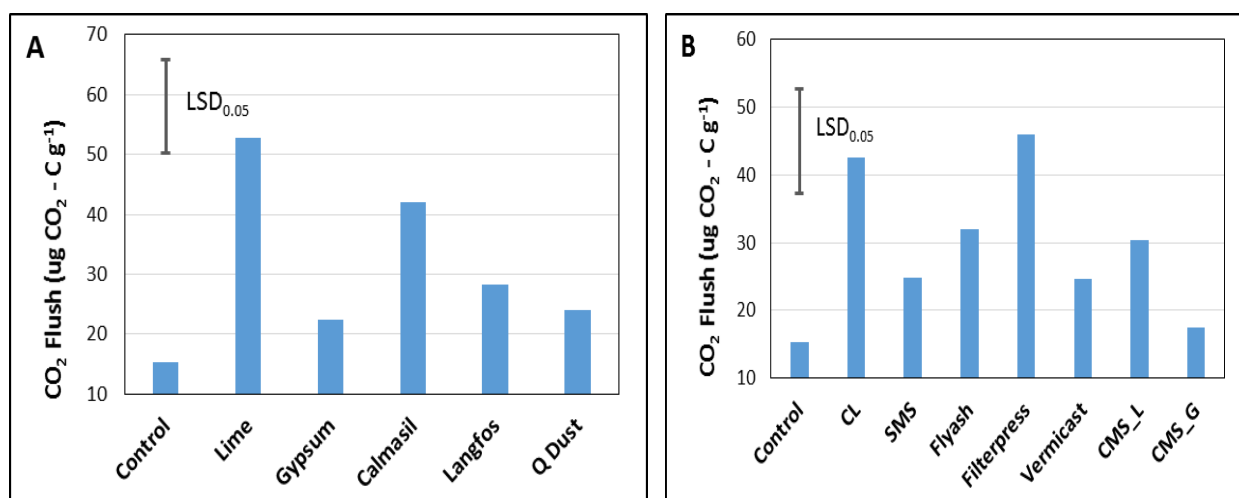 A
CO₂ Flush (ug CO₂ - C g⁻¹)
70
60
50
40
30
20
10
LSD₀.₀₅
Control
Lime
Gypsum
Calmasil
Langfos
Q Dust
B
CO₂ Flush (ug CO₂ - C g⁻¹)
60
50
40
30
20
10
LSD₀.₀₅
Control
CL
SMS
Flyash
Filterpress
Vermicast
CMS_L
CMS_G